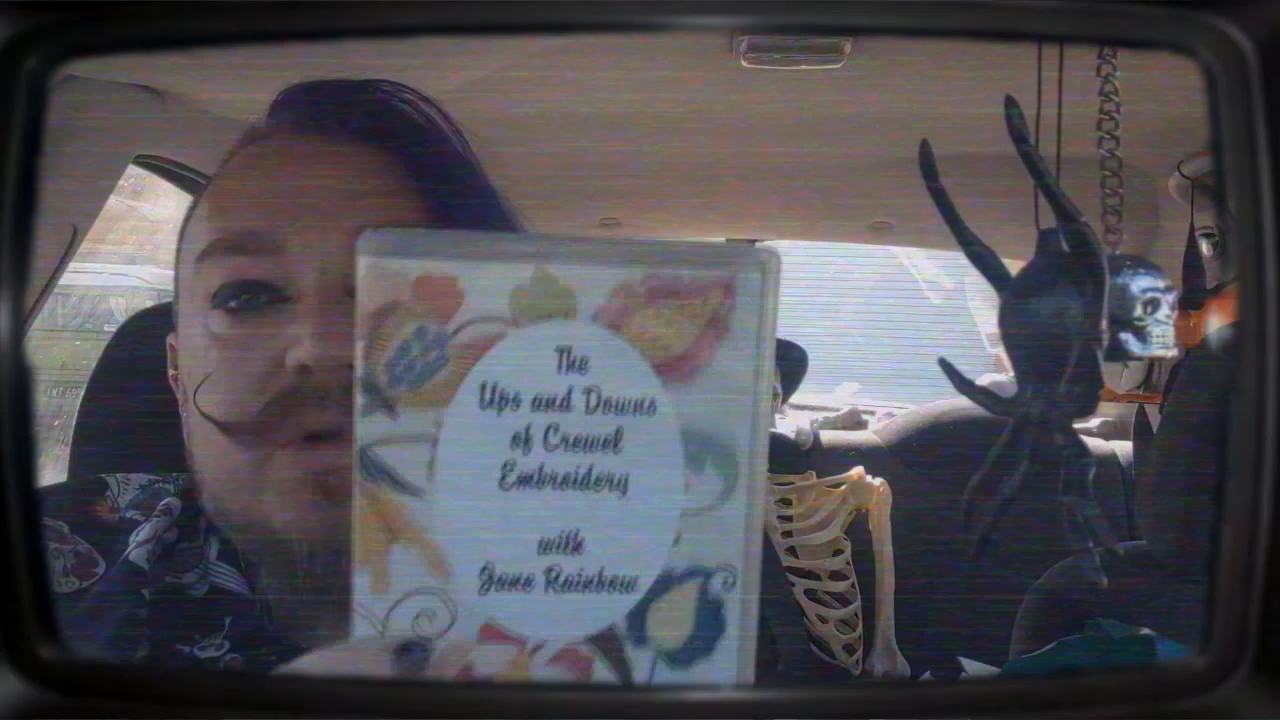 The
Ups and Downs
of Crewel
Embroidery
with
Jane Rainbow